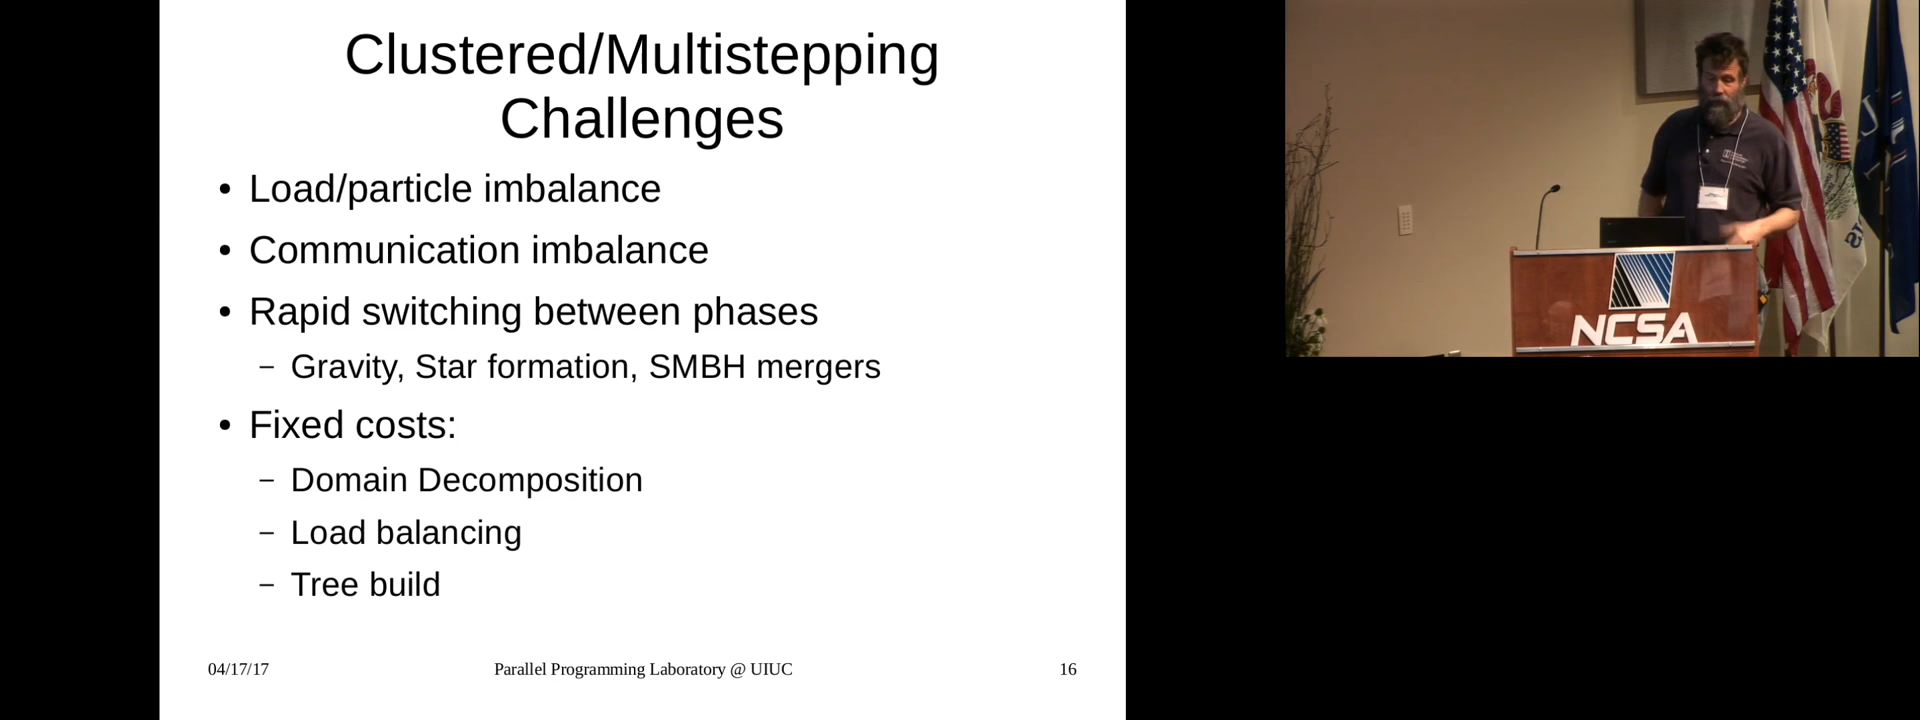 Clustered/Multistepping
Challenges
• Load/particle imbalance
• Communication imbalance
• Rapid switching between phases
– Gravity, Star formation, SMBH mergers
• Fixed costs:
– Domain Decomposition
– Load balancing
– Tree build
04/17/17 Parallel Programming Laboratory @ UIUC 16
NCSA